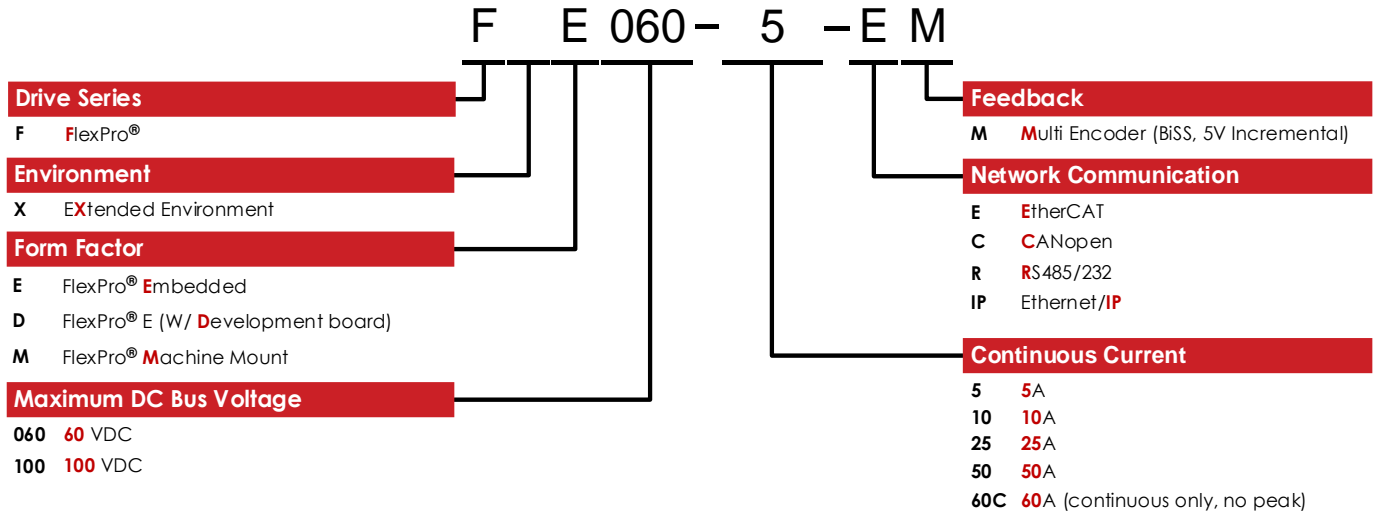 F E 060 – 5 – E M
Drive Series
F FlexPro®
Environment
X EXtended Environment
Form Factor
E FlexPro® Embedded
D FlexPro® E (W/ Development board)
M FlexPro® Machine Mount
Maximum DC Bus Voltage
060 60 VDC
100 100 VDC
Feedback
M Multi Encoder (BiSS, 5V Incremental)
Network Communication
E EtherCAT
C CANopen
R RS485/232
IP Ethernet/IP
Continuous Current
5 5A
10 10A
25 25A
50 50A
60C 60A (continuous only, no peak)